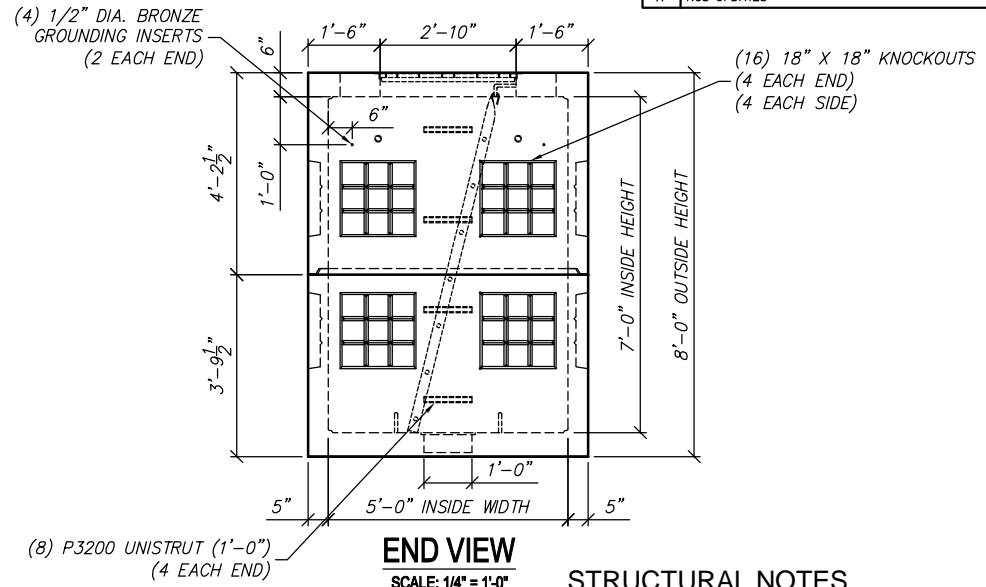 (4) 1/2" DIA. BRONZE
GROUNDING INSERTS
(2 EACH END)
1'-6"
2'-10"
1'-6"
6"
(16) 18" X 18" KNOCKOUTS
(4 EACH END)
(4 EACH SIDE)
6"
4'-2 1/2"
1'-0"
7'-0" INSIDE HEIGHT
8'-0" OUTSIDE HEIGHT
3'-9 1/2"
1'-0"
5"
5'-0" INSIDE WIDTH
5"
(8) P3200 UNISTRUT (1'-0")
(4 EACH END)
END VIEW
SCALE: 1/4" = 1'-0"
STRUCTURAL NOTES